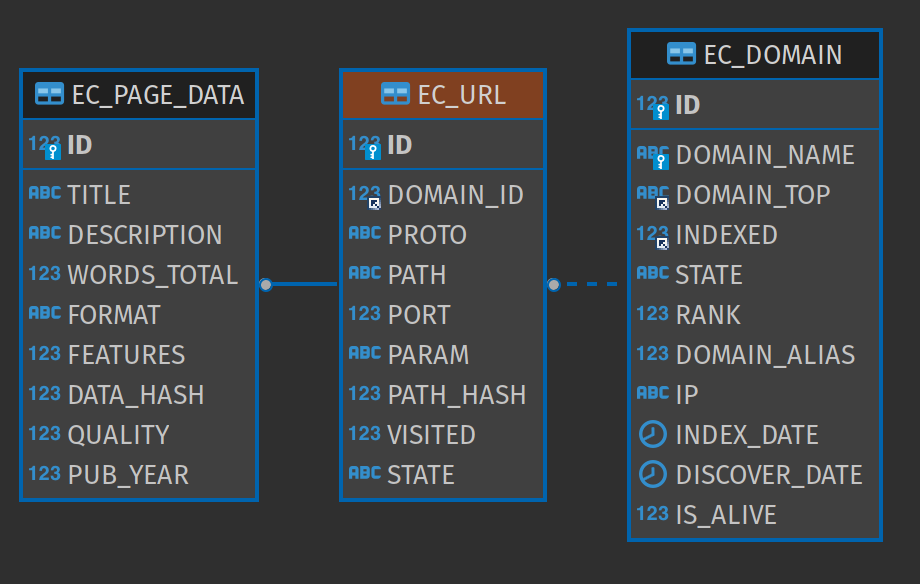 EC_PAGE_DATA
123 ID
ABC TITLE
ABC DESCRIPTION
123 WORDS_TOTAL
ABC FORMAT
123 FEATURES
123 DATA_HASH
123 QUALITY
123 PUB_YEAR
EC_URL
123 ID
123 DOMAIN_ID
ABC PROTO
ABC PATH
123 PORT
ABC PARAM
123 PATH_HASH
123 VISITED
ABC STATE
EC_DOMAIN
123 ID
ABC DOMAIN_NAME
ABC DOMAIN_TOP
123 INDEXED
ABC STATE
123 RANK
123 DOMAIN_ALIAS
ABC IP
INDEX_DATE
DISCOVER_DATE
123 IS_ALIVE